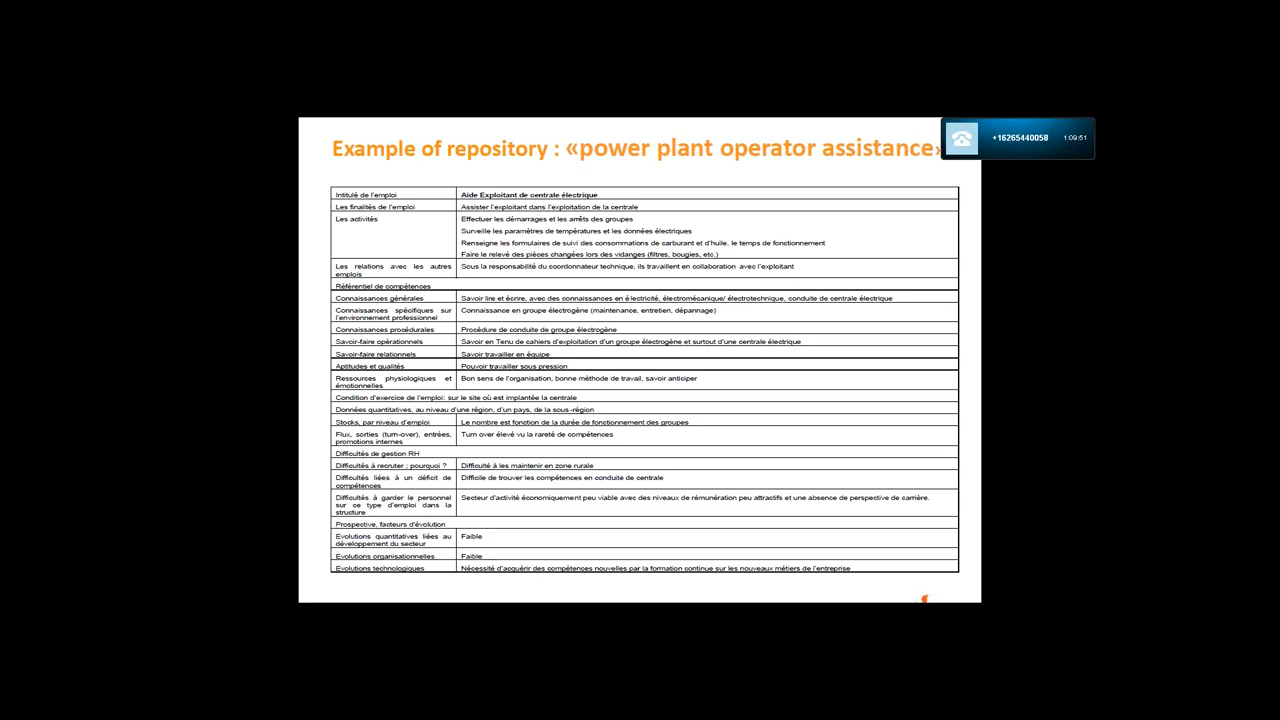 Example of repository : «power plant operator assistance»
+16265440058 1:09:51
Intitulé de l'emploi Aide Exploitant de centrale électrique
Les finalités de l'emploi Assister l'exploitant dans l'exploitation de la centrale
Les activités Effectuer les démarrages et les arrêts des groupes
Surveille les paramètres de températures et les données électriques
Renseigne les formulaires de suivi des consommations de carburant et d'huile, le temps de fonctionnement
Faire le relevé des pièces changées lors des vidanges (filtres, bougies, etc.)
Les relations avec les autres Sous la responsabilité du coordonnateur technique, ils travaillent en collaboration avec l'exploitant
emplois
Référentiel de compétences
Connaissances générales Savoir lire et écrire, avec des connaissances en électricité, électromécanique/ électrotechnique, conduite de centrale électrique
Connaissances spécifiques sur Connaissance en groupe électrogène (maintenance, entretien, dépannage)
l'environnement professionnel
Connaissances procédurales Procédure de conduite de groupe électrogène
Savoir-faire opérationnels Savoir en Tenu de cahiers d'exploitation d'un groupe électrogène et surtout d'une centrale électrique
Savoir-faire relationnels Savoir travailler en équipe
Aptitudes et qualités Pouvoir travailler sous pression
Ressources physiologiques et Bon sens de l'organisation, bonne méthode de travail, savoir anticiper
émotionnelles
Condition d'exercice de l'emploi: sur le site où est implantée la centrale
Données quantitatives, au niveau d'une région, d'un pays, de la sous-région
Stocks, par niveau d'emploi Le nombre est fonction de la durée de fonctionnement des groupes
Flux, sorties (turn-over), entrées, Turn over élevé vu la rareté de compétences
promotions internes
Difficultés de gestion RH
Difficultés à recruter ; pourquoi ? Difficulté à les maintenir en zone rurale
Difficultés liées à un déficit de Difficile de trouver les compétences en conduite de centrale
compétences
Difficultés à garder le personnel Secteur d'activité économiquement peu viable avec des niveaux de rémunération peu attractifs et une absence de perspective de carrière.
sur ce type d'emploi dans la
structure
Prospective, facteurs d'évolution
Evolutions quantitatives liées au Faible
développement du secteur
Evolutions organisationnelles Faible
Evolutions technologiques Nécessité d'acquérir des compétences nouvelles par la formation continue sur les nouveaux métiers de l'entreprise